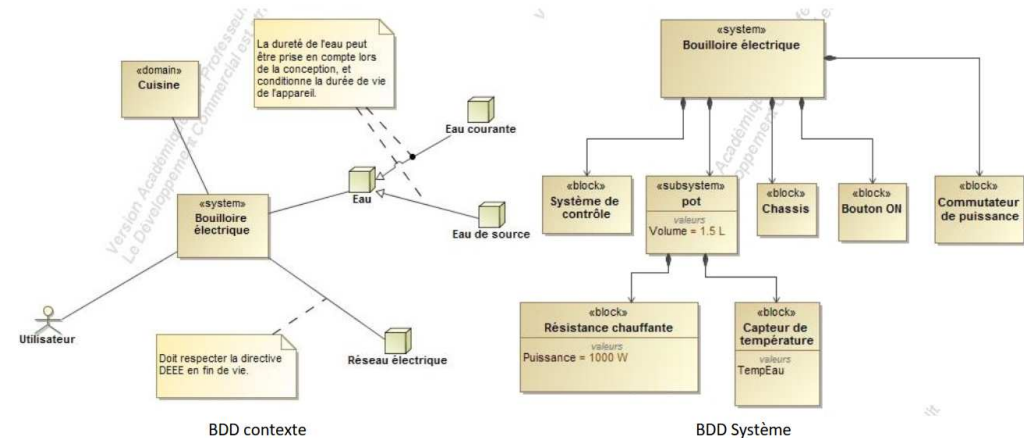 La dureté de l'eau peut
être prise en compte lors
de la conception, et
conditionne la durée de vie
de l'appareil.
«domain»
Cuisine
Eau courante
Eau
Eau de source
«system»
Bouilloire
électrique
Utilisateur
Doit respecter la directive
DEEE en fin de vie.
Réseau électrique
BDD contexte
«system»
Bouilloire électrique
«block»
Système de
contrôle
«subsystem»
pot
valeurs
Volume = 1.5 L
«block»
Chassis
«block»
Bouton ON
«block»
Commutateur
de puissance
«block»
Résistance chauffante
valeurs
Puissance = 1000 W
«block»
Capteur de
température
valeurs
TempEau
BDD Système